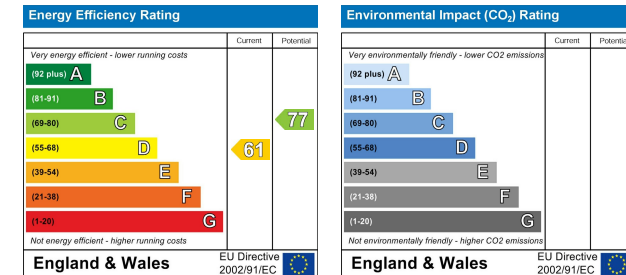 Energy Efficiency Rating
Current Potential
Very energy efficient - lower running costs
(92 plus) A
(81-91) B
(69-80) C
77
(55-68) D
61
(39-54) E
(21-38) F
(1-20) G
Not energy efficient - higher running costs
England & Wales
EU Directive
2002/91/EC
Environmental Impact (CO₂) Rating
Current Potential
Very environmentally friendly - lower CO2 emissions
(92 plus) A
(81-91) B
(69-80) C
(55-68) D
(39-54) E
(21-38) F
(1-20) G
Not environmentally friendly - higher CO2 emissions
England & Wales
EU Directive
2002/91/EC